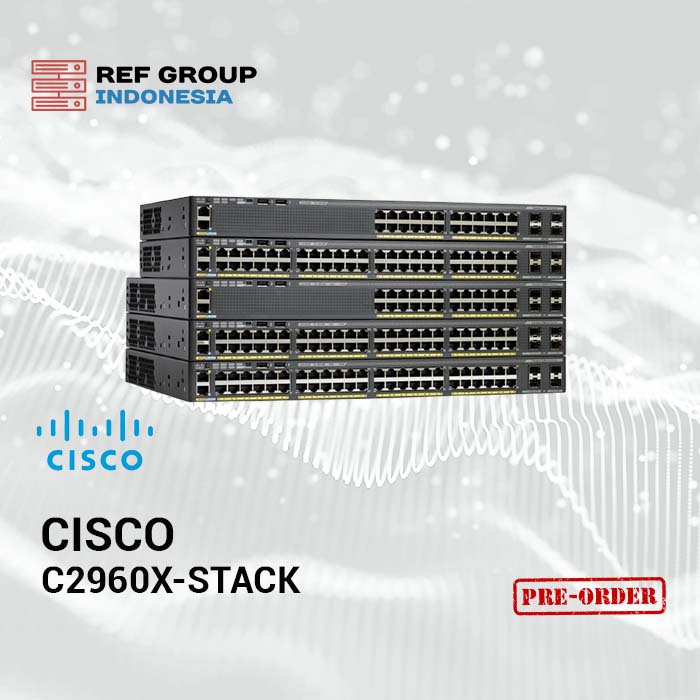 REF GROUP
INDONESIA
CISCO
CISCO
C2960X-STACK
PRE-ORDER